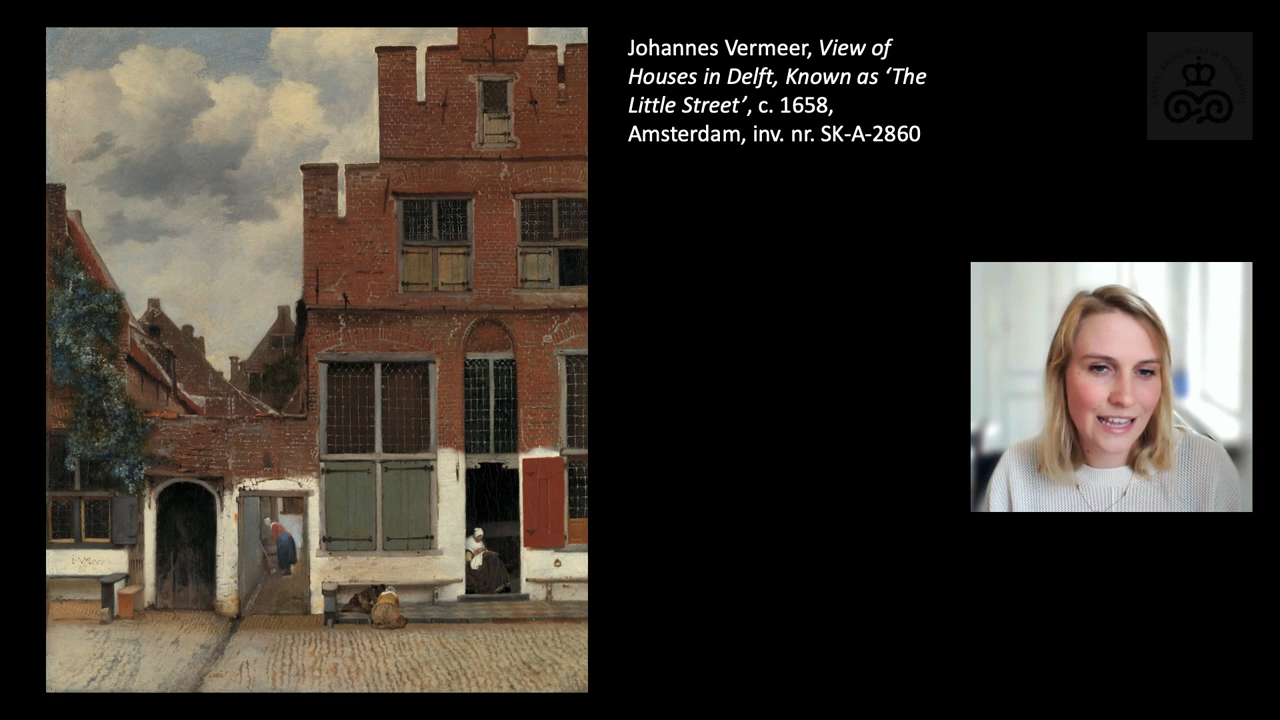 Johannes Vermeer, View of
Houses in Delft, Known as ‘The
Little Street’, c. 1658,
Amsterdam, inv. nr. SK-A-2860